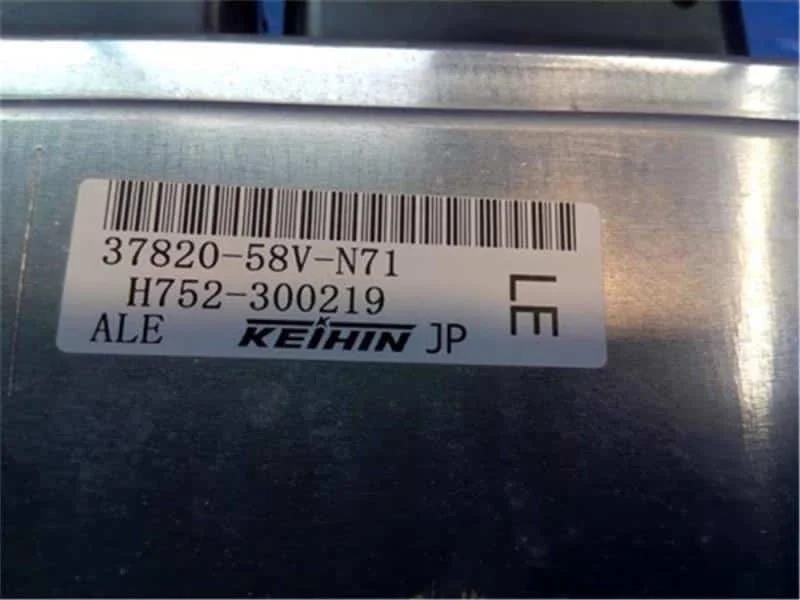 37820-58V-N71
H752-300219
ALE KEIHIN JP
LE